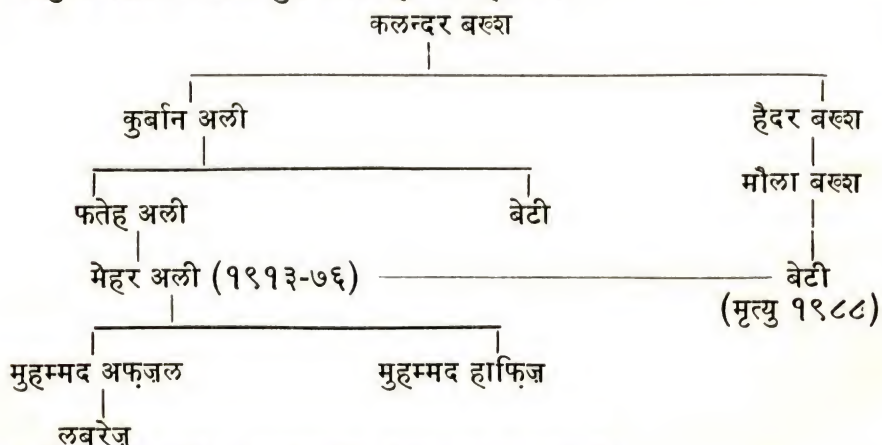 कलन्दर बख्श
कुर्बान अली हैदर बख्श
मौला बख्श
फतेह अली बेटी
मेहर अली (१९१३-७६) बेटी
(मृत्यु १९८८)
मुहम्मद अफ़ज़ल मुहम्मद हाफिज़
लबरेज़